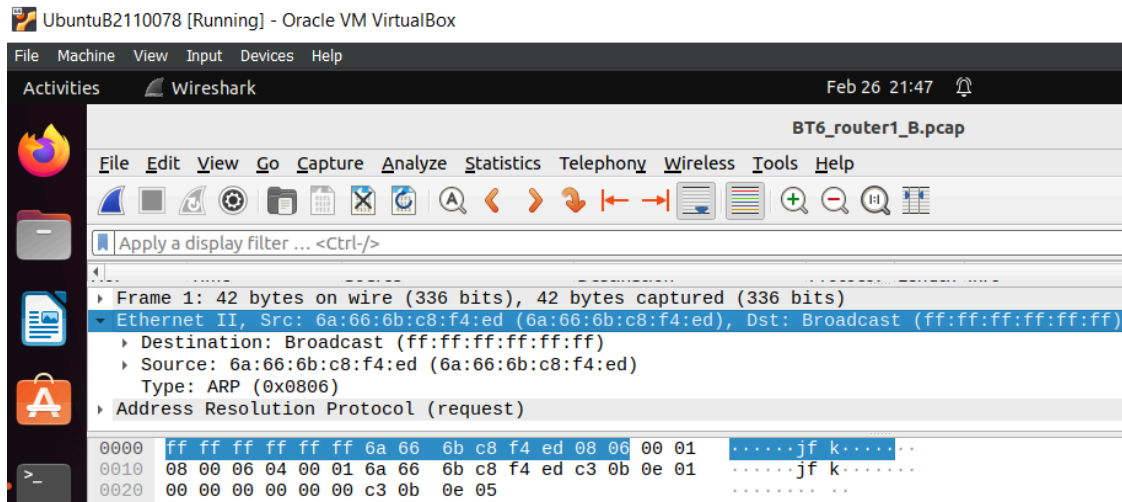 UbuntuB2110078 [Running] - Oracle VM VirtualBox
File Machine View Input Devices Help
Activities Wireshark Feb 26 21:47
BT6_router1_B.pcap
File Edit View Go Capture Analyze Statistics Telephony Wireless Tools Help
Apply a display filter … <Ctrl-/>
Frame 1: 42 bytes on wire (336 bits), 42 bytes captured (336 bits)
Ethernet II, Src: 6a:66:6b:c8:f4:ed (6a:66:6b:c8:f4:ed), Dst: Broadcast (ff:ff:ff:ff:ff:ff)
Destination: Broadcast (ff:ff:ff:ff:ff:ff)
Source: 6a:66:6b:c8:f4:ed (6a:66:6b:c8:f4:ed)
Type: ARP (0x0806)
Address Resolution Protocol (request)
0000 ff ff ff ff ff ff 6a 66 6b c8 f4 ed 08 06 00 01 ······jf k·······
0010 08 00 06 04 00 01 6a 66 6b c8 f4 ed c3 0b 0e 01 ······jf k·······
0020 00 00 00 00 00 00 c3 0b 0e 05 ········ ··